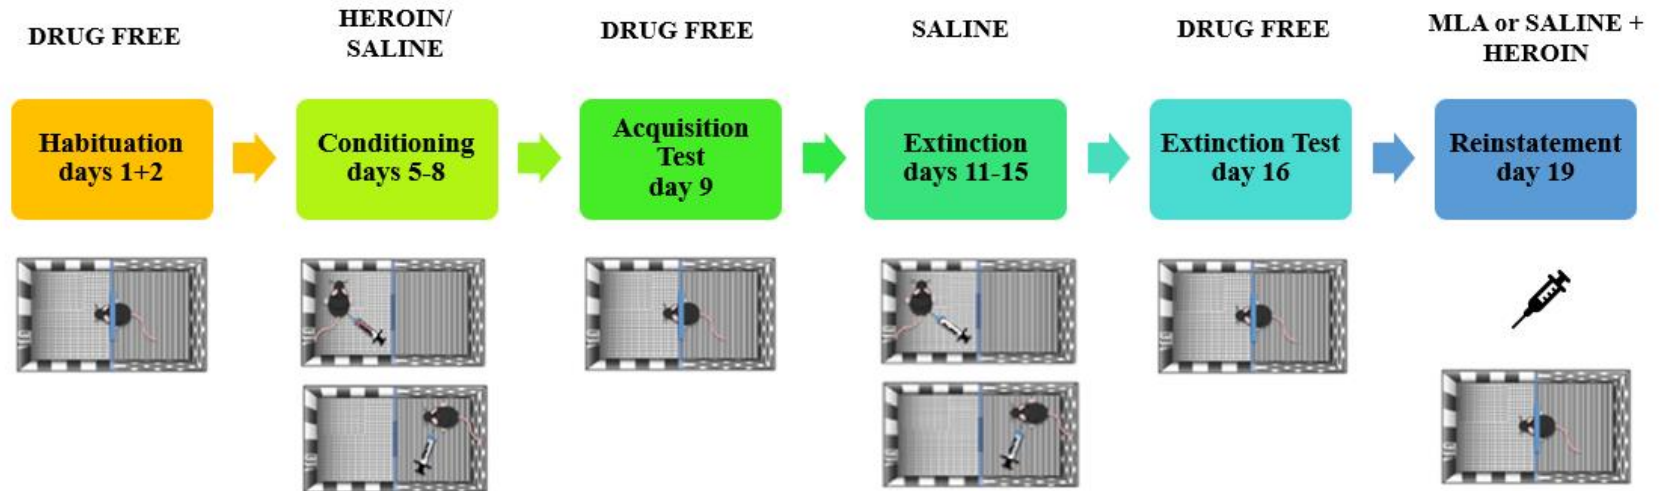 DRUG FREE
HEROIN/
SALINE
DRUG FREE
SALINE
DRUG FREE
MLA or SALINE +
HEROIN
Habituation
days 1+2
Conditioning
days 5-8
Acquisition
Test
day 9
Extinction
days 11-15
Extinction Test
day 16
Reinstatement
day 19